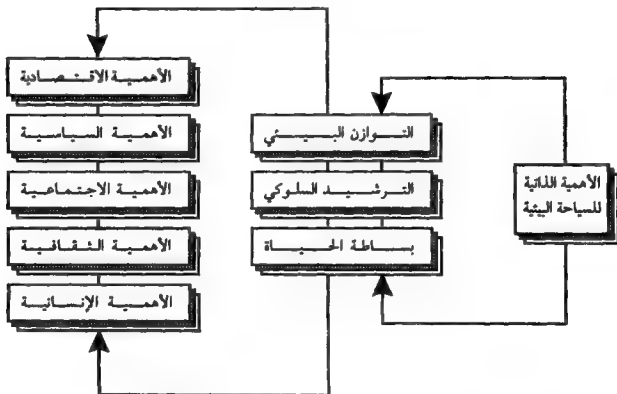 الأهمية الذاتية
للسياحة البيئية
التوازن البيئي
الترشيد السلوكي
بساطة الحياة
الأهمية الاقتصادية
الأهمية السياسية
الأهمية الاجتماعية
الأهمية الثقافية
الأهمية الإنسانية